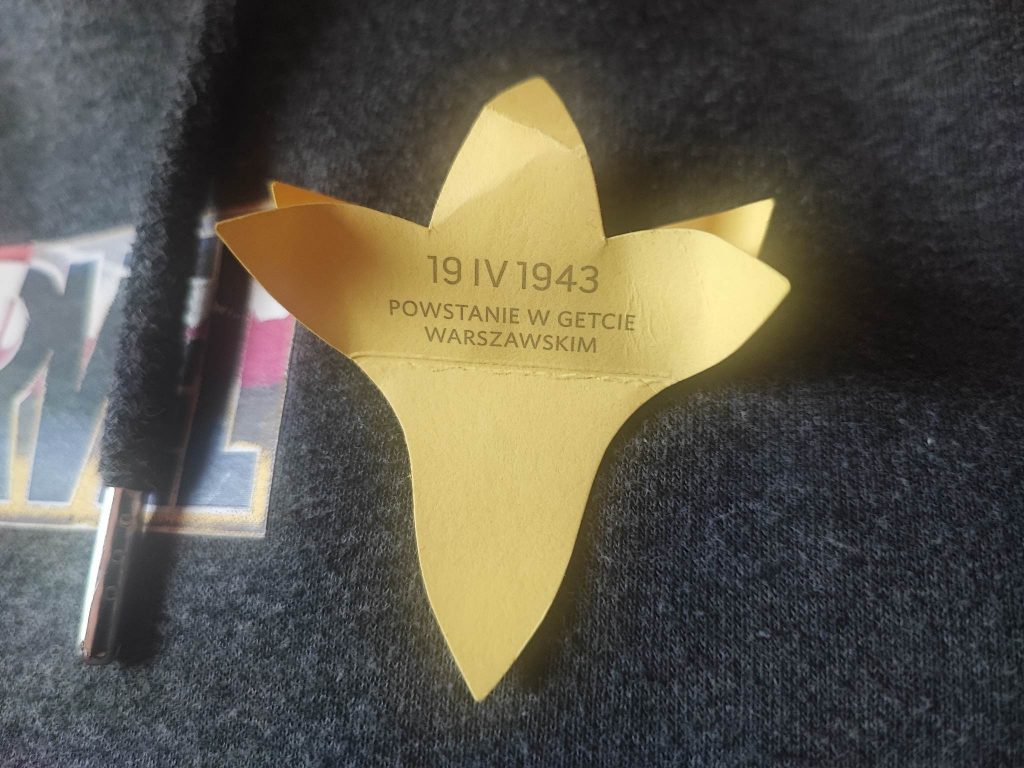 19 IV 1943
POWSTANIE W GETCIE
WARSZAWSKIM